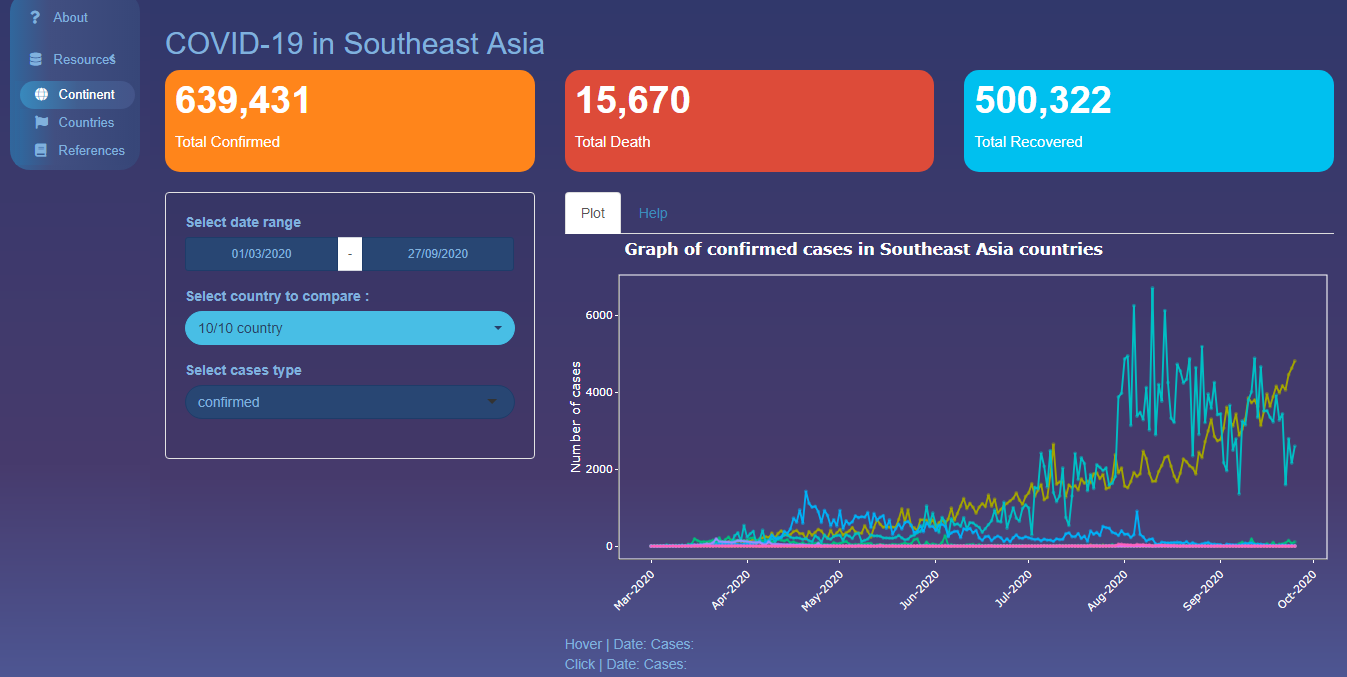 About
Resources
Continent
Countries
References
COVID-19 in Southeast Asia
639,431
Total Confirmed
15,670
Total Death
500,322
Total Recovered
Select date range
01/03/2020 - 27/09/2020
Select country to compare :
10/10 country
Select cases type
confirmed
Plot Help
Graph of confirmed cases in Southeast Asia countries
Number of cases
6000
4000
2000
0
Mar-2020 Apr-2020 May-2020 Jun-2020 Jul-2020 Aug-2020 Sep-2020 Oct-2020
Hover | Date: Cases:
Click | Date: Cases: